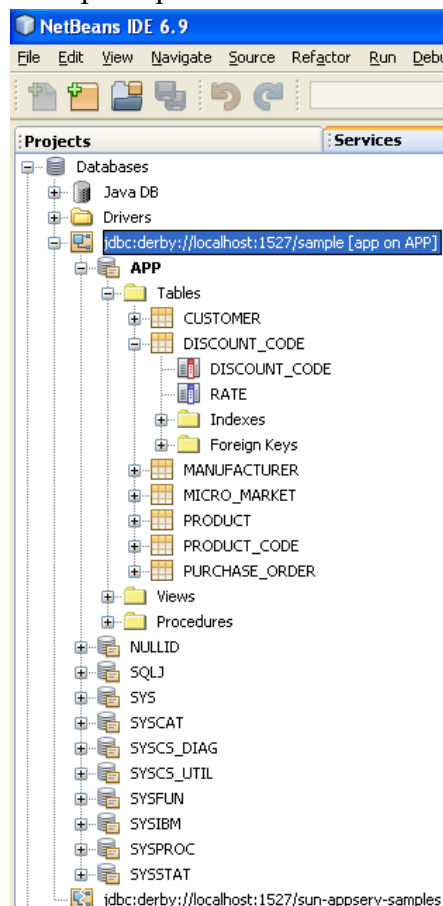 NetBeans IDE 6.9
File Edit View Navigate Source Refactor Run Debu
Projects Services
Databases
Java DB
Drivers
jdbc:derby://localhost:1527/sample [app on APP]
APP
Tables
CUSTOMER
DISCOUNT_CODE
DISCOUNT_CODE
RATE
Indexes
Foreign Keys
MANUFACTURER
MICRO_MARKET
PRODUCT
PRODUCT_CODE
PURCHASE_ORDER
Views
Procedures
NULLID
SQLJ
SYS
SYSCAT
SYSCS_DIAG
SYSCS_UTIL
SYSFUN
SYSIBM
SYSPROC
SYSSTAT
jdbc:derby://localhost:1527/sun-appserv-samples